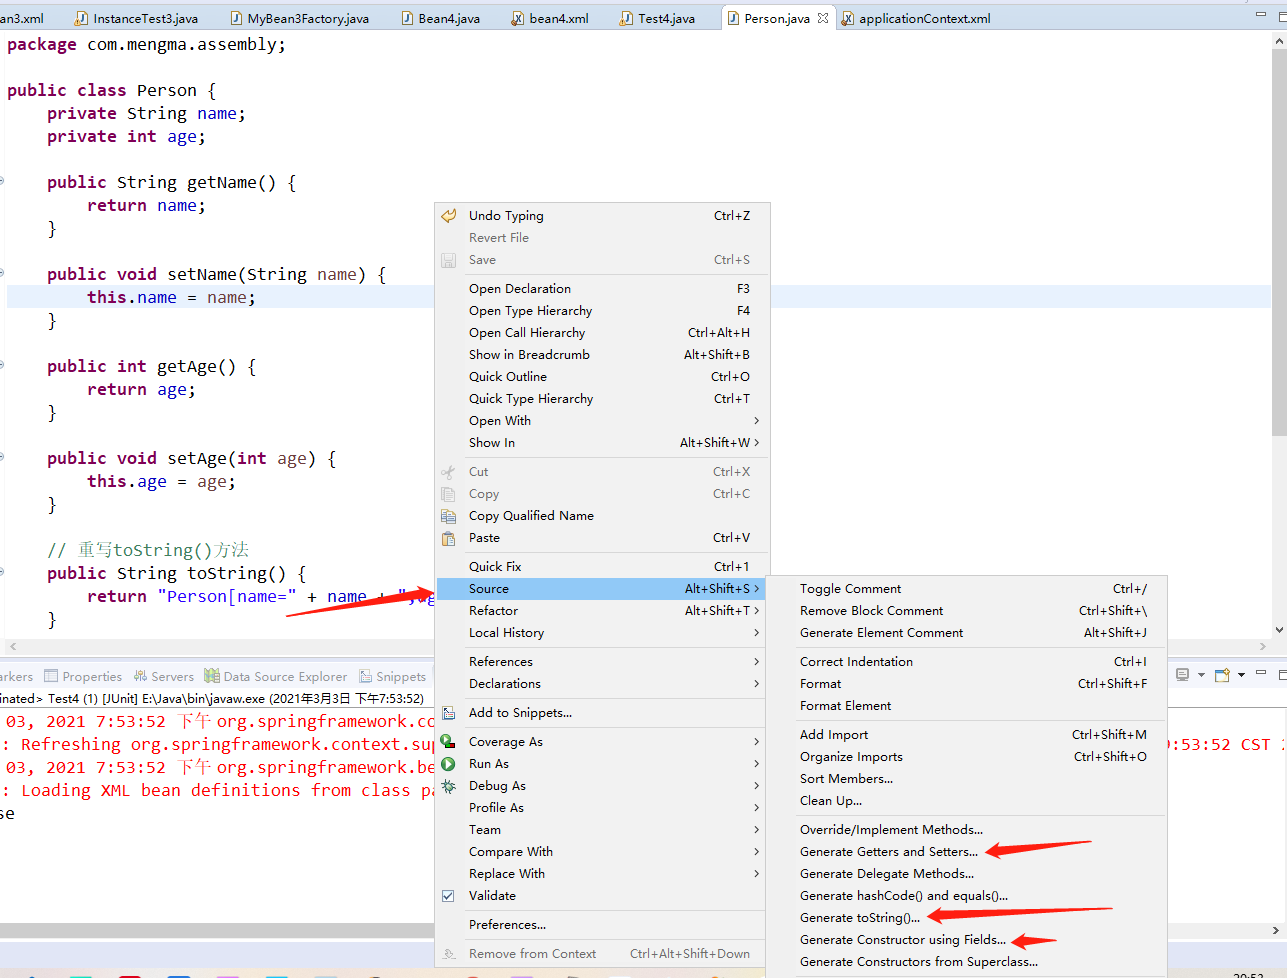 an3.xml InstanceTest3.java MyBean3Factory.java Bean4.java bean4.xml Test4.java Person.java applicationContext.xml
package com.mengma.assembly;
public class Person {
private String name;
private int age;
public String getName() {
return name;
}
public void setName(String name) {
this.name = name;
}
public int getAge() {
return age;
}
public void setAge(int age) {
this.age = age;
}
// 重写toString()方法
public String toString() {
return "Person[name=" + name + ",ag
}
Undo Typing Ctrl+Z
Revert File
Save Ctrl+S
Open Declaration F3
Open Type Hierarchy F4
Open Call Hierarchy Ctrl+Alt+H
Show in Breadcrumb Alt+Shift+B
Quick Outline Ctrl+O
Quick Type Hierarchy Ctrl+T
Open With
Show In Alt+Shift+W
Cut Ctrl+X
Copy Ctrl+C
Copy Qualified Name
Paste Ctrl+V
Quick Fix Ctrl+1
Source Alt+Shift+S
Refactor Alt+Shift+T
Local History
References
Declarations
Add to Snippets...
Coverage As
Run As
Debug As
Profile As
Team
Compare With
Replace With
Validate
Preferences...
Remove from Context Ctrl+Alt+Shift+Down
Toggle Comment Ctrl+/
Remove Block Comment Ctrl+Shift+\
Generate Element Comment Alt+Shift+J
Correct Indentation Ctrl+I
Format Ctrl+Shift+F
Format Element
Add Import Ctrl+Shift+M
Organize Imports Ctrl+Shift+O
Sort Members...
Clean Up...
Override/Implement Methods...
Generate Getters and Setters...
Generate Delegate Methods...
Generate hashCode() and equals()...
Generate toString()...
Generate Constructor using Fields...
Generate Constructors from Superclass...
arkers Properties Servers Data Source Explorer Snippets
inated> Test4 (1) [JUnit] E:\Java\bin\javaw.exe (2021年3月3日 下午7:53:52)
03, 2021 7:53:52 下午 org.springframework.co
: Refreshing org.springframework.context.sup 9:53:52 CST
03, 2021 7:53:52 下午 org.springframework.be
: Loading XML bean definitions from class pa
se